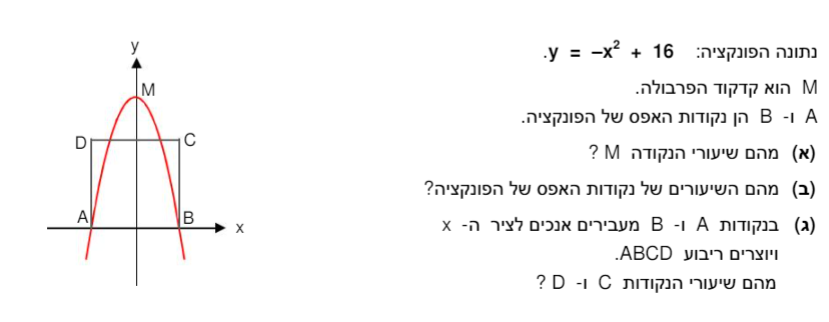 נתונה הפונקציה: y = –x² + 16.
M הוא קדקוד הפרבולה.
A ו- B הן נקודות האפס של הפונקציה.
(א) מהם שיעורי הנקודה M ?
(ב) מהם השיעורים של נקודות האפס של הפונקציה?
(ג) בנקודות A ו- B מעבירים אנכים לציר ה- x
ויוצרים ריבוע ABCD.
מהם שיעורי הנקודות C ו- D ?
y
M
D
C
A
B
x